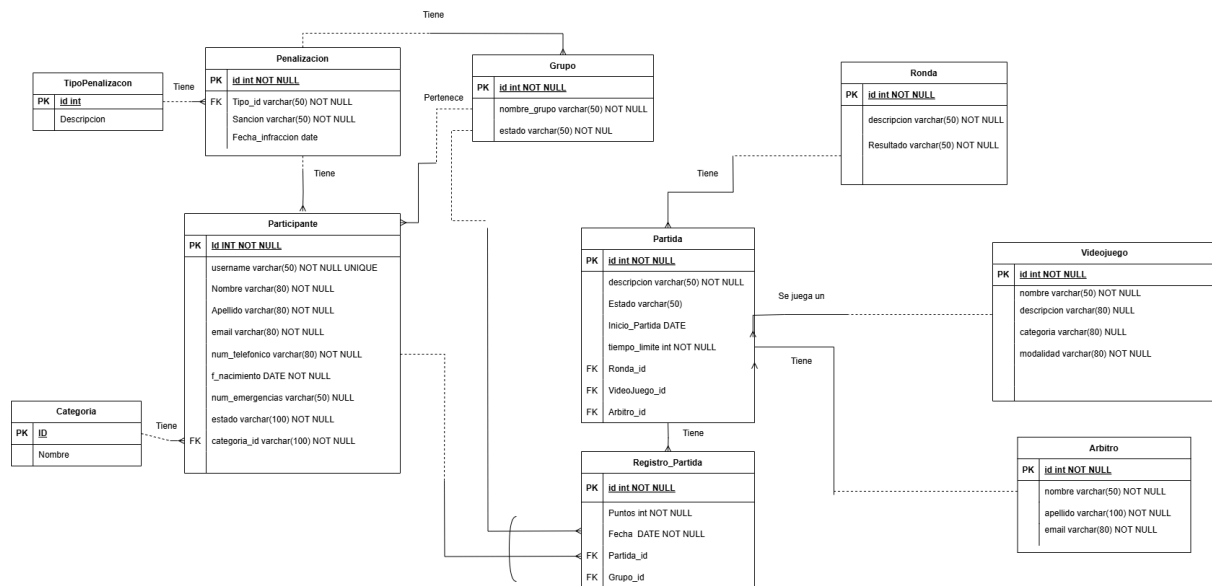 Tiene
Penalizacion
PK id int NOT NULL
FK Tipo_id varchar(50) NOT NULL
Sancion varchar(50) NOT NULL
Fecha_infraccion date
Grupo
PK id int NOT NULL
nombre_grupo varchar(50) NOT NULL
estado varchar(50) NOT NUL
Ronda
PK id int NOT NULL
descripcion varchar(50) NOT NULL
Resultado varchar(50) NOT NULL
TipoPenalizacon
PK id int
Descripcion
Tiene
Pertenece
Tiene
Tiene
Participante
PK Id INT NOT NULL
username varchar(50) NOT NULL UNIQUE
Nombre varchar(80) NOT NULL
Apellido varchar(80) NOT NULL
email varchar(80) NOT NULL
num_telefonico varchar(80) NOT NULL
f_nacimiento DATE NOT NULL
num_emergencias varchar(50) NULL
estado varchar(100) NOT NULL
FK categoria_id varchar(100) NOT NULL
Partida
PK id int NOT NULL
descripcion varchar(50) NOT NULL
Estado varchar(50)
Inicio_Partida DATE
tiempo_limite int NOT NULL
FK Ronda_id
FK VideoJuego_id
FK Arbitro_id
Videojuego
PK id int NOT NULL
nombre varchar(50) NOT NULL
descripcion varchar(80) NULL
categoria varchar(80) NULL
modalidad varchar(80) NOT NULL
Se juega un
Tiene
Categoria
PK ID
Nombre
Tiene
Tiene
Registro_Partida
PK id int NOT NULL
Puntos int NOT NULL
Fecha DATE NOT NULL
FK Partida_id
FK Grupo_id
Arbitro
PK id int NOT NULL
nombre varchar(50) NOT NULL
apellido varchar(100) NOT NULL
email varchar(80) NOT NULL